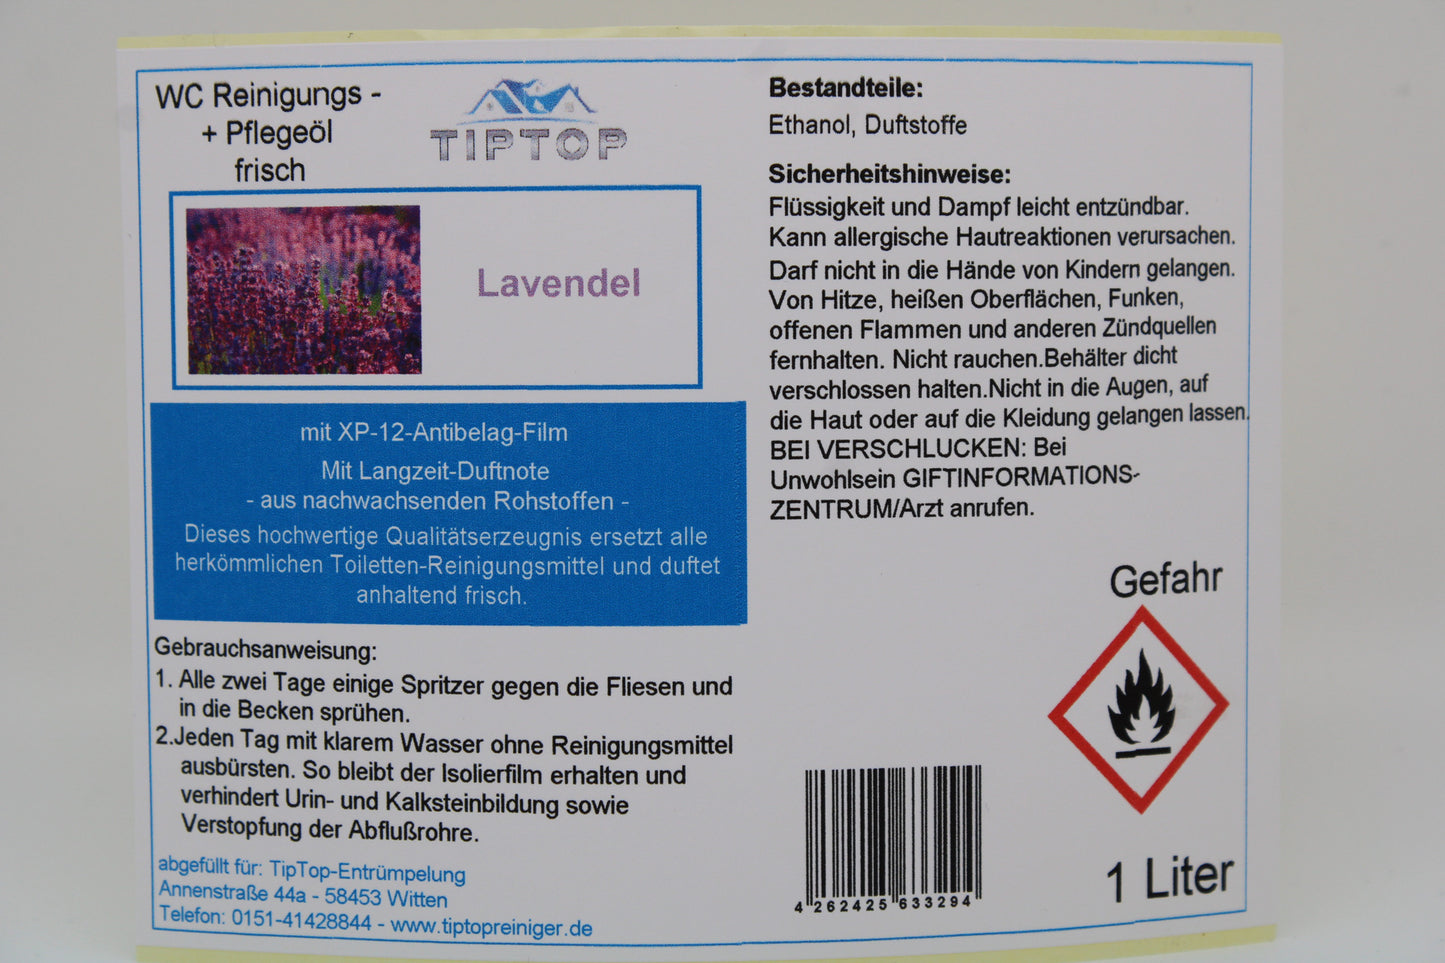 WC Reinigungs -
+ Pflegeöl
frisch
TIPTOP
Lavendel
mit XP-12-Antibelag-Film
Mit Langzeit-Duftnote
- aus nachwachsenden Rohstoffen -
Dieses hochwertige Qualitätserzeugnis ersetzt alle
herkömmlichen Toiletten-Reinigungsmittel und duftet
anhaltend frisch.
Gebrauchsanweisung:
1. Alle zwei Tage einige Spritzer gegen die Fliesen und
in die Becken sprühen.
2.Jeden Tag mit klarem Wasser ohne Reinigungsmittel
ausbürsten. So bleibt der Isolierfilm erhalten und
verhindert Urin- und Kalksteinbildung sowie
Verstopfung der Abflußrohre.
abgefüllt für: TipTop-Entrümpelung
Annenstraße 44a - 58453 Witten
Telefon: 0151-41428844 - www.tiptopreiniger.de
Bestandteile:
Ethanol, Duftstoffe
Sicherheitshinweise:
Flüssigkeit und Dampf leicht entzündbar.
Kann allergische Hautreaktionen verursachen.
Darf nicht in die Hände von Kindern gelangen.
Von Hitze, heißen Oberflächen, Funken,
offenen Flammen und anderen Zündquellen
fernhalten. Nicht rauchen.Behälter dicht
verschlossen halten.Nicht in die Augen, auf
die Haut oder auf die Kleidung gelangen lassen.
BEI VERSCHLUCKEN: Bei
Unwohlsein GIFTINFORMATIONS-
ZENTRUM/Arzt anrufen.
Gefahr
4 262425 633294
1 Liter